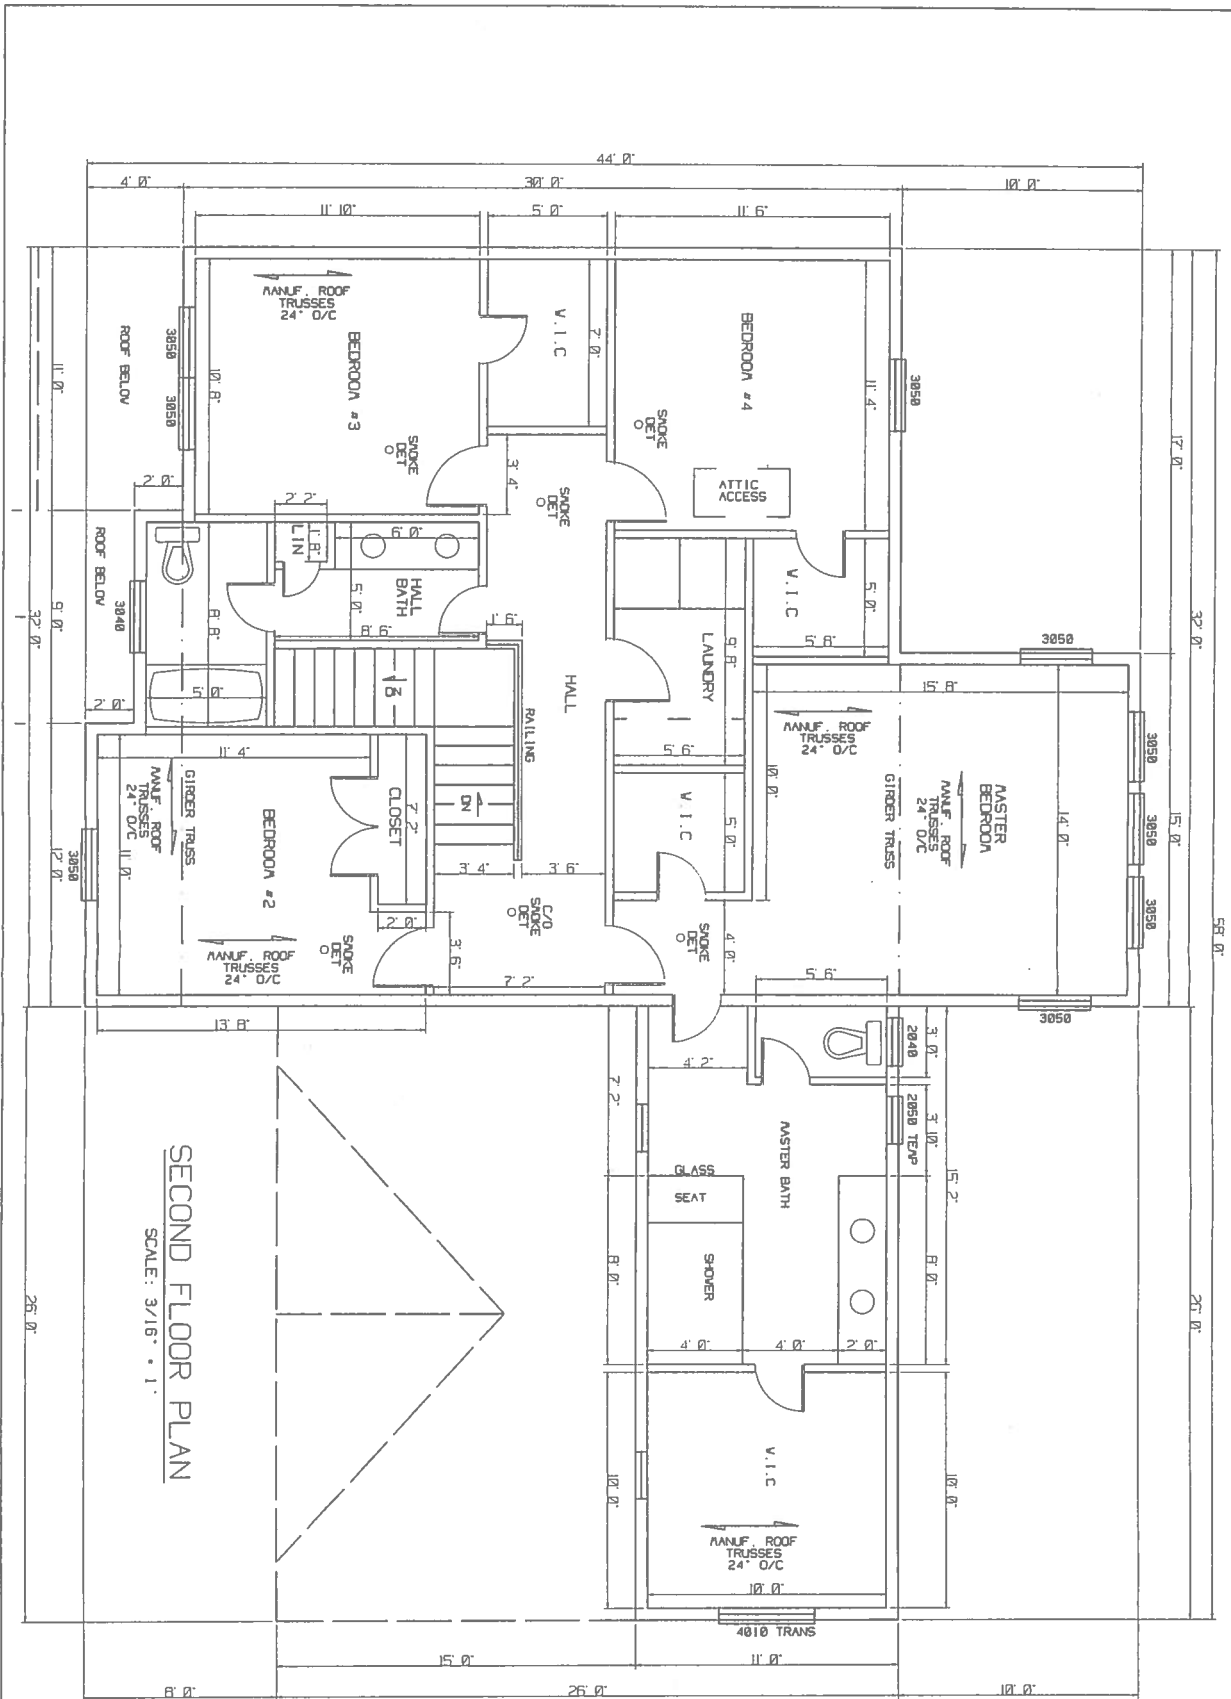 44' 0"
4' 0"
30' 0"
10' 0"
11' 10"
5' 0"
11' 6"
MANUF. ROOF
TRUSSES
24" O/C
BEDROOM #3
10' 8"
3050
3050
ROOF BELOW
11' 0"
W.I.C
7' 0"
BEDROOM #4
11' 4"
3050
17' 0"
SMOKE
DET
SMOKE
DET
SMOKE
DET
3' 4"
ATTIC
ACCESS
2' 0"
2' 2"
LIN
1' 8"
6' 0"
HALL
BATH
5' 0"
8' 6"
8' 8"
5' 0"
3040
ROOF BELOW
9' 0"
32' 0"
2' 0"
1' 6"
HALL
RAILING
DN
DN
W.I.C
5' 0"
5' 8"
LAUNDRY
9' 8"
5' 6"
W.I.C
5' 0"
32' 0"
3050
15' 8"
MANUF. ROOF
TRUSSES
24" O/C
10' 0"
GIRDER TRUSS
MASTER
BEDROOM
MANUF. ROOF
TRUSSES
24" O/C
14' 0"
3050
3050
3050
15' 0"
58' 0"
11' 4"
GIRDER TRUSS
MANUF. ROOF
TRUSSES
24" O/C
11' 0"
BEDROOM #2
CLOSET
7' 2"
3050
12' 0"
3' 4"
3' 6"
2' 0"
3' 6"
C/O
SMOKE
DET
SMOKE
DET
SMOKE
DET
MANUF. ROOF
TRUSSES
24" O/C
7' 2"
4' 0"
5' 6"
3050
13' 8"
4' 2"
7' 2"
2040
3' 0"
2050 TEMP
3' 10"
15' 2"
MASTER BATH
GLASS
SEAT
SHOWER
8' 0"
8' 0"
4' 0"
4' 0"
2' 0"
26' 0"
26' 0"
W.I.C
10' 0"
10' 0"
MANUF. ROOF
TRUSSES
24" O/C
10' 0"
4010 TRANS
15' 0"
11' 0"
8' 0"
26' 0"
10' 0"
SECOND FLOOR PLAN
SCALE: 3/16" = 1'